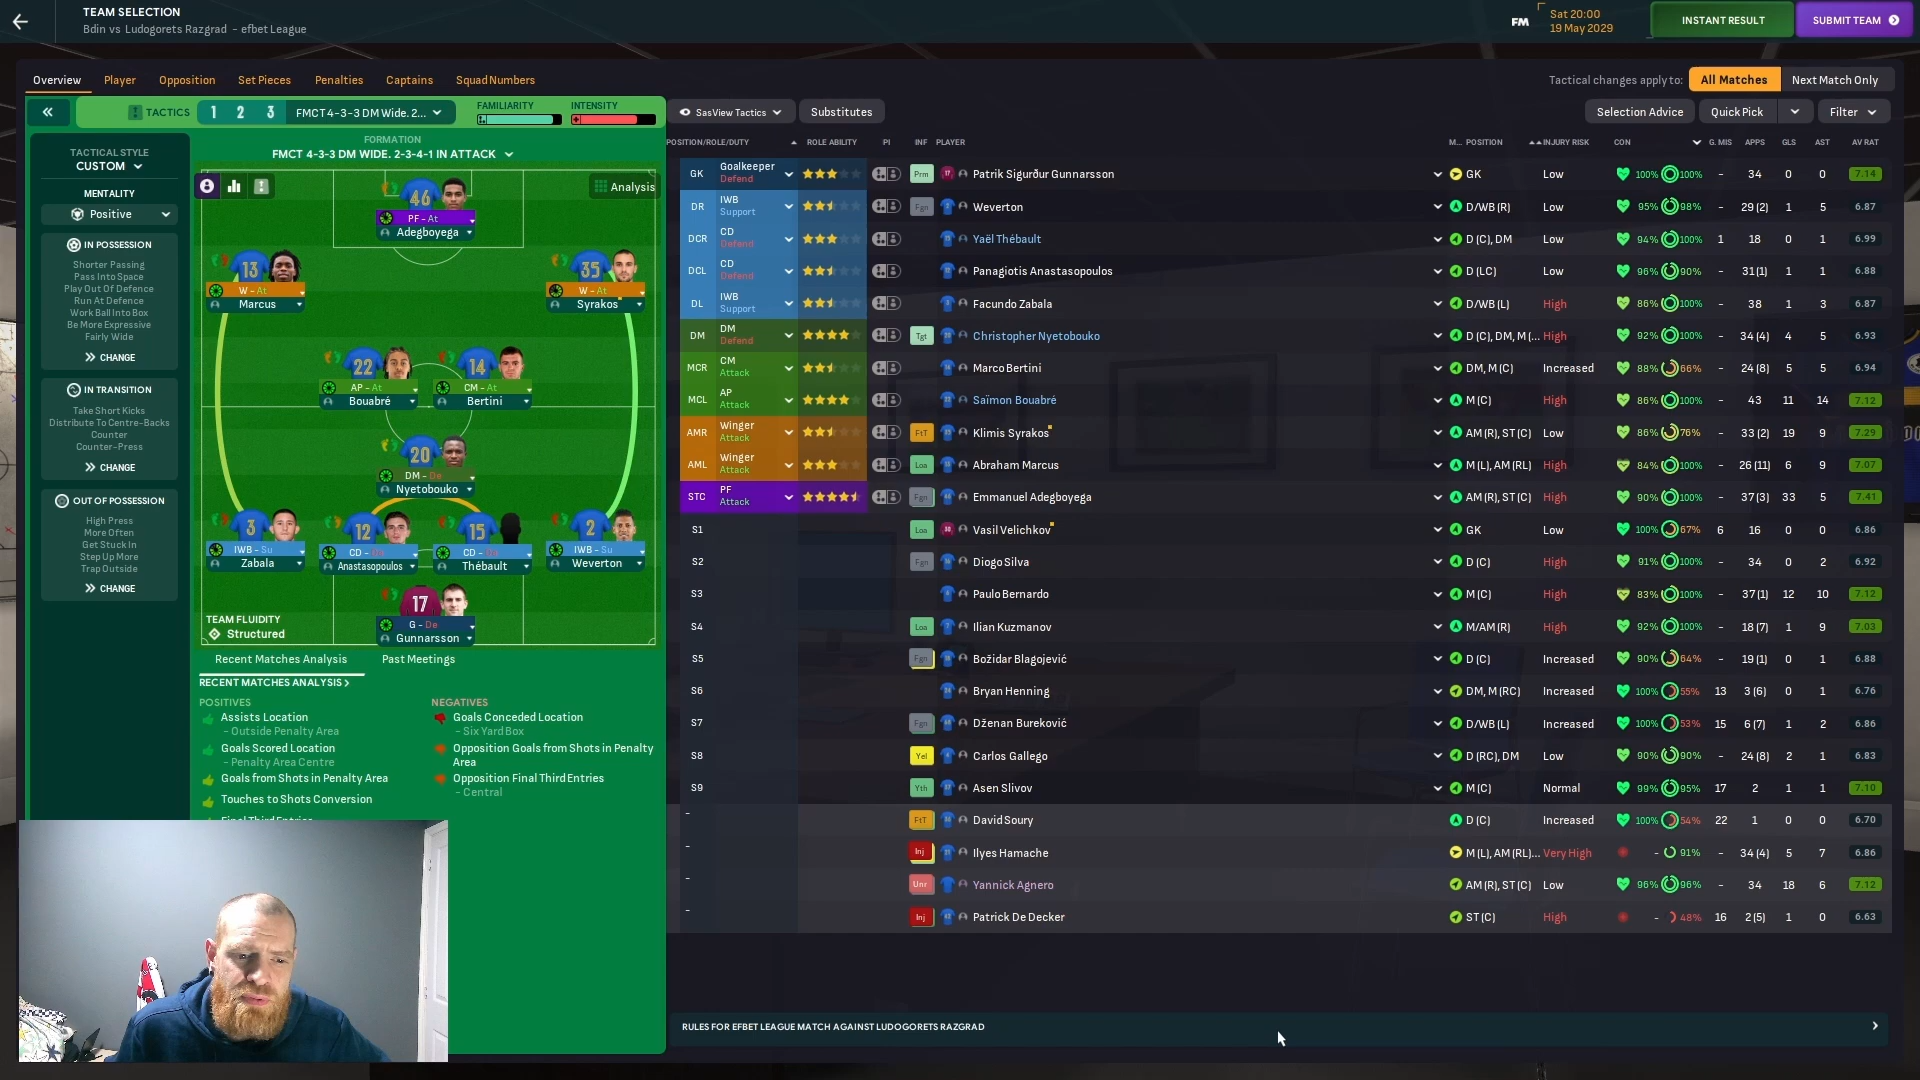 TEAM SELECTION
Bdin vs Ludogorets Razgrad - efbet League
FM
Sat 20:00
19 May 2029
INSTANT RESULT
SUBMIT TEAM
Overview Player Opposition Set Pieces Penalties Captains Squad Numbers
Tactical changes apply to: All Matches Next Match Only
TACTICS 1 2 3 FMCT 4-3-3 DM Wide. 2...
FAMILIARITY INTENSITY
SasView Tactics Substitutes Selection Advice Quick Pick Filter
TACTICAL STYLE
CUSTOM
MENTALITY
Positive
IN POSSESSION
Shorter Passing
Pass Into Space
Play Out Of Defence
Run At Defence
Work Ball Into Box
Be More Expressive
Fairly Wide
CHANGE
IN TRANSITION
Take Short Kicks
Distribute To Centre-Backs
Counter
Counter-Press
CHANGE
OUT OF POSSESSION
High Press
More Often
Get Stuck In
Step Up More
Trap Outside
CHANGE
FORMATION
FMCT 4-3-3 DM WIDE. 2-3-4-1 IN ATTACK
Analysis
46
PF - At
Adegboyega
13
W - At
Marcus
35
W - At
Syrakos
22
AP - At
Bouabré
14
CM - At
Bertini
20
DM - De
Nyetobouko
3
IWB - Su
Zabala
12
CD - De
Anastasopoulos
15
CD - De
Thébault
2
IWB - Su
Weverton
17
G - De
Gunnarsson
TEAM FLUIDITY
Structured
Recent Matches Analysis Past Meetings
RECENT MATCHES ANALYSIS >
POSITIVES
Assists Location
- Outside Penalty Area
Goals Scored Location
- Penalty Area Centre
Goals from Shots in Penalty Area
Touches to Shots Conversion
Final Third Entries
NEGATIVES
Goals Conceded Location
- Six Yard Box
Opposition Goals from Shots in Penalty
Area
Opposition Final Third Entries
- Central
POSITION/ROLE/DUTY ROLE ABILITY PI INF PLAYER M... POSITION INJURY RISK CON G. MIS APPS GLS AST AV RAT
GK Goalkeeper Defend Prm Patrik Sigurður Gunnarsson GK Low 100% 100% - 34 0 0 7.14
DR IWB Support Fgn Weverton D/WB (R) Low 95% 98% - 29 (2) 1 5 6.87
DCR CD Defend Yaël Thébault D (C), DM Low 94% 100% 1 18 0 1 6.99
DCL CD Defend Panagiotis Anastasopoulos D (LC) Low 96% 90% - 31 (1) 1 1 6.88
DL IWB Support Facundo Zabala D/WB (L) High 86% 100% - 38 1 3 6.87
DM DM Defend Tgt Christopher Nyetobouko D (C), DM, M (... High 92% 100% - 34 (4) 4 5 6.93
MCR CM Attack Marco Bertini DM, M (C) Increased 88% 66% - 24 (8) 5 5 6.94
MCL AP Attack Saïmon Bouabré M (C) High 86% 100% - 43 11 14 7.12
AMR Winger Attack FtT Klimis Syrakos AM (R), ST (C) Low 86% 76% - 33 (2) 19 9 7.29
AML Winger Attack Loa Abraham Marcus M (L), AM (RL) High 84% 100% - 26 (11) 6 9 7.07
STC PF Attack Fgn Emmanuel Adegboyega AM (R), ST (C) High 90% 100% - 37 (3) 33 5 7.41
S1 Loa Vasil Velichkov GK Low 100% 67% 6 16 0 0 6.86
S2 Fgn Diogo Silva D (C) High 91% 100% - 34 0 2 6.92
S3 Paulo Bernardo M (C) High 83% 100% - 37 (1) 12 10 7.12
S4 Loa Ilian Kuzmanov M/AM (R) High 92% 100% - 18 (7) 1 9 7.03
S5 Fgn Božidar Blagojević D (C) Increased 90% 64% - 19 (1) 0 1 6.88
S6 Bryan Henning DM, M (RC) Increased 100% 55% 13 3 (6) 0 1 6.76
S7 Fgn Dženan Bureković D/WB (L) Increased 100% 53% 15 6 (7) 1 2 6.86
S8 Yel Carlos Gallego D (RC), DM Low 90% 90% - 24 (8) 2 1 6.83
S9 Yth Asen Slivov M (C) Normal 99% 95% 17 2 1 1 7.10
- FtT David Soury D (C) Increased 100% 54% 22 1 0 0 6.70
- Inj Ilyes Hamache M (L), AM (RL)... Very High - 91% - 34 (4) 5 7 6.86
- Unr Yannick Agnero AM (R), ST (C) Low 96% 96% - 34 18 6 7.12
- Inj Patrick De Decker ST (C) High - 48% 16 2 (5) 1 0 6.63
RULES FOR EFBET LEAGUE MATCH AGAINST LUDOGORETS RAZGRAD